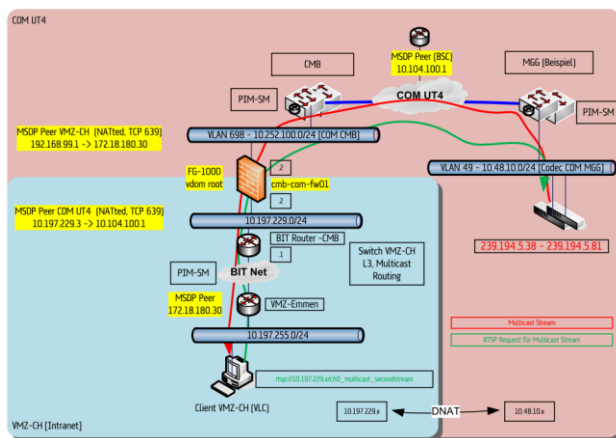 COM UT4
MSDP Peer (BSC)
10.104.100.1
CMB
MGG (Beispiel)
PIM-SM
COM UT4
PIM-SM
MSDP Peer VMZ-CH (NATted, TCP 639)
192.168.99.1 -> 172.18.180.30
VLAN 698 - 10.252.100.0/24 [COM CMB]
VLAN 49 - 10.48.10.0/24 [Codec COM MGG]
FG-100D
vdom root
2
cmb-com-fw01
2
MSDP Peer COM UT4 (NATted, TCP 639)
10.197.229.3 -> 10.104.100.1
10.197.229.0/24
239.194.5.38 – 239.194.5.81
BIT Router -CMB
.1
Switch VMZ-CH
L3, Multicast
Routing
PIM-SM
BIT Net
MSDP Peer
172.18.180.30
VMZ-Emmen
Multicast Stream
RTSP Request für Multicast Stream
10.197.255.0/24
rtsp://10.197.229.x/ch0_multicast_secondstream
Client VMZ-CH (VLC)
10.197.229.x
DNAT
10.48.10.x
VMZ-CH [Intranet]